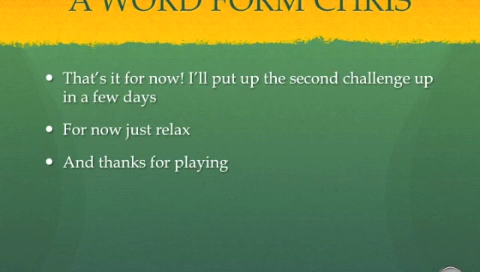 A WORD FORM CHRIS
• That's it for now! I'll put up the second challenge up
in a few days
• For now just relax
• And thanks for playing